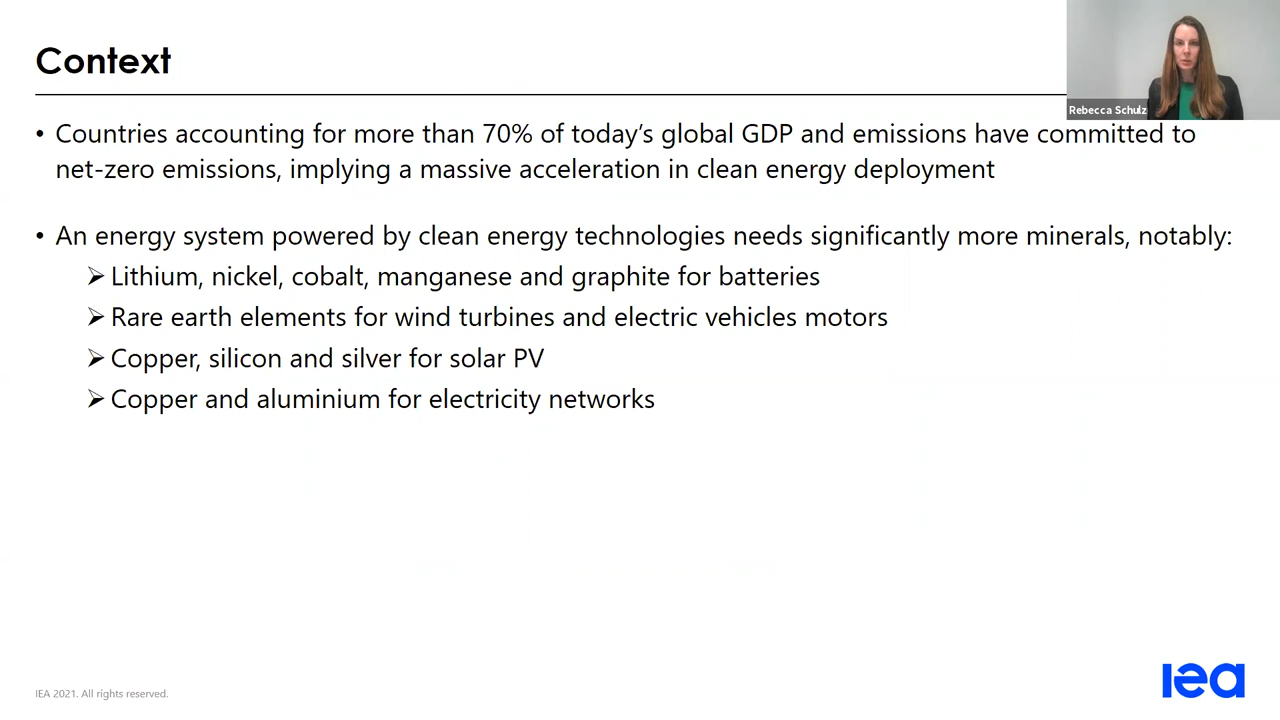 Context
Rebecca Schulz
• Countries accounting for more than 70% of today’s global GDP and emissions have committed to
net-zero emissions, implying a massive acceleration in clean energy deployment
• An energy system powered by clean energy technologies needs significantly more minerals, notably:
➢ Lithium, nickel, cobalt, manganese and graphite for batteries
➢ Rare earth elements for wind turbines and electric vehicles motors
➢ Copper, silicon and silver for solar PV
➢ Copper and aluminium for electricity networks
IEA 2021. All rights reserved.
iea